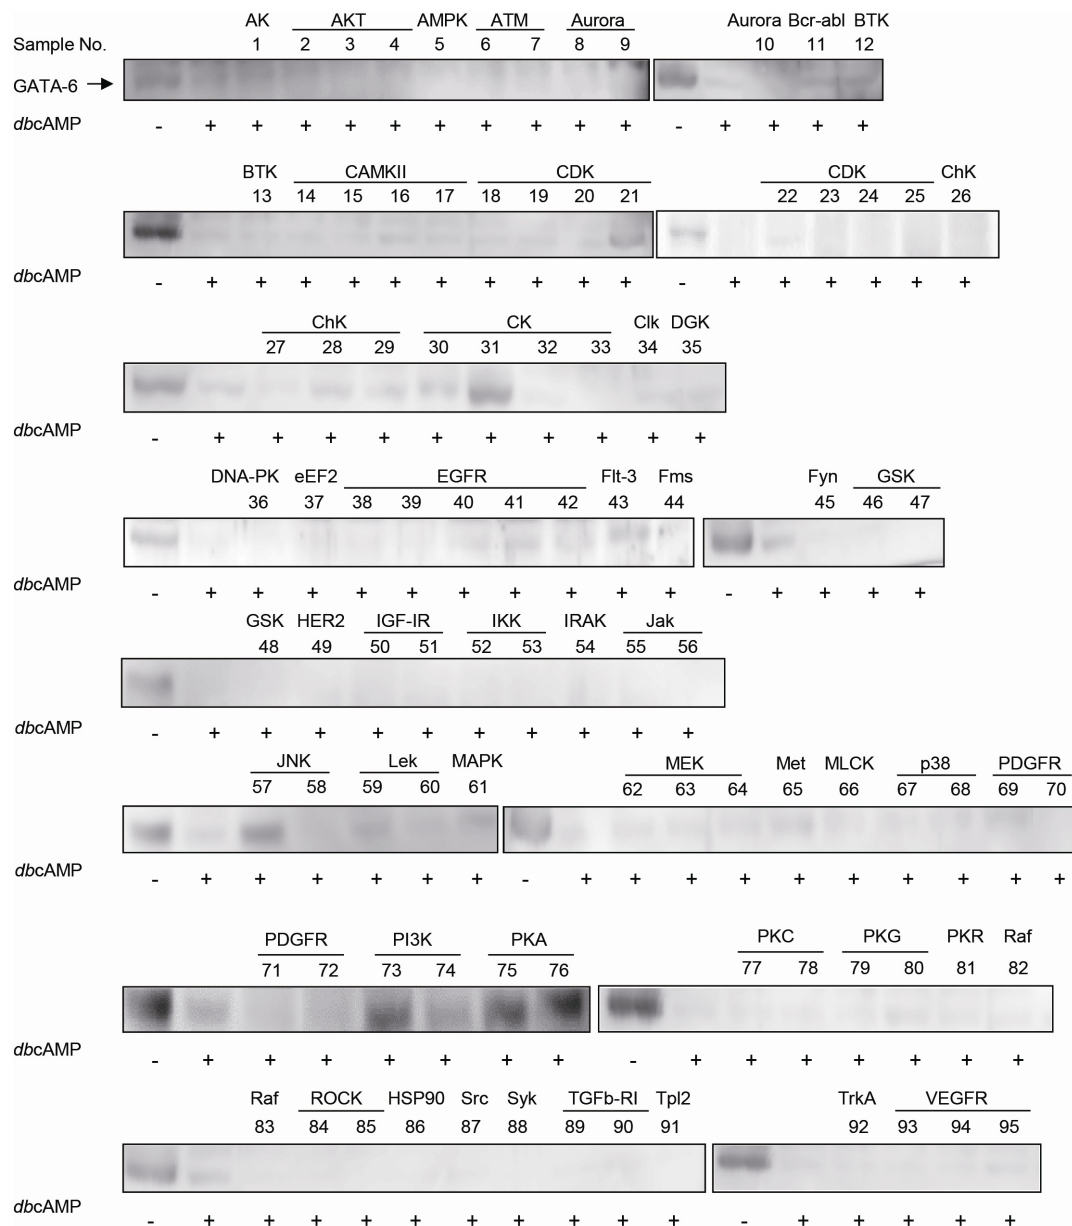 AK AKT AMPK ATM Aurora Aurora Bcr-abl BTK
Sample No. 1 2 3 4 5 6 7 8 9 10 11 12
GATA-6
dbcAMP - + + + + + + + + + - + + + +
BTK CAMKII CDK CDK ChK
13 14 15 16 17 18 19 20 21 22 23 24 25 26
dbcAMP - + + + + + + + + + - + + + + +
ChK CK Clk DGK
27 28 29 30 31 32 33 34 35
dbcAMP - + + + + + + + + + +
DNA-PK eEF2 EGFR Flt-3 Fms Fyn GSK
36 37 38 39 40 41 42 43 44 45 46 47
dbcAMP - + + + + + + + + + + - + + + +
GSK HER2 IGF-IR IKK IRAK Jak
48 49 50 51 52 53 54 55 56
dbcAMP - + + + + + + + + + +
JNK Lek MAPK MEK Met MLCK p38 PDGFR
57 58 59 60 61 62 63 64 65 66 67 68 69 70
dbcAMP - + + + + + + - + + + + + + + + + +
PDGFR PI3K PKA PKC PKG PKR Raf
71 72 73 74 75 76 77 78 79 80 81 82
dbcAMP - + + + + + + + - + + + + + + +
Raf ROCK HSP90 Src Syk TGFb-RI Tpl2 TrkA VEGFR
83 84 85 86 87 88 89 90 91 92 93 94 95
dbcAMP - + + + + + + + + + + - + + + + +